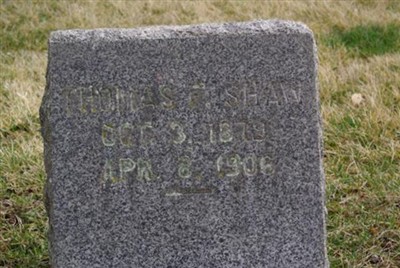 THOMAS SHAW
OCT 3, 1879
APR. 8, 1906